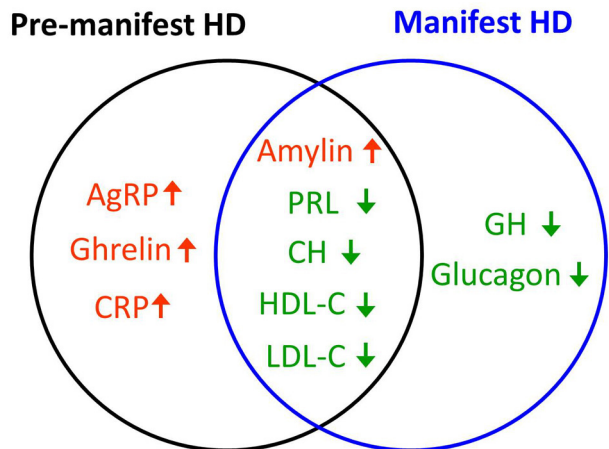 Pre-manifest HD
Manifest HD
AgRP ↑
Ghrelin ↑
CRP ↑
Amylin ↑
PRL ↓
CH ↓
HDL-C ↓
LDL-C ↓
GH ↓
Glucagon ↓